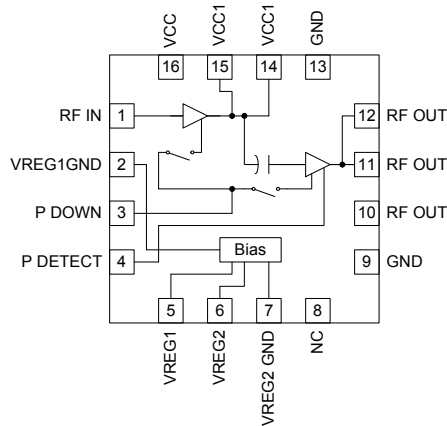 VCC
VCC1
VCC1
GND
16
15
14
13
RF IN
1
12
RF OUT
VREG1GND
2
11
RF OUT
P DOWN
3
10
RF OUT
P DETECT
4
Bias
9
GND
5
6
7
8
VREG1
VREG2
VREG2 GND
NC